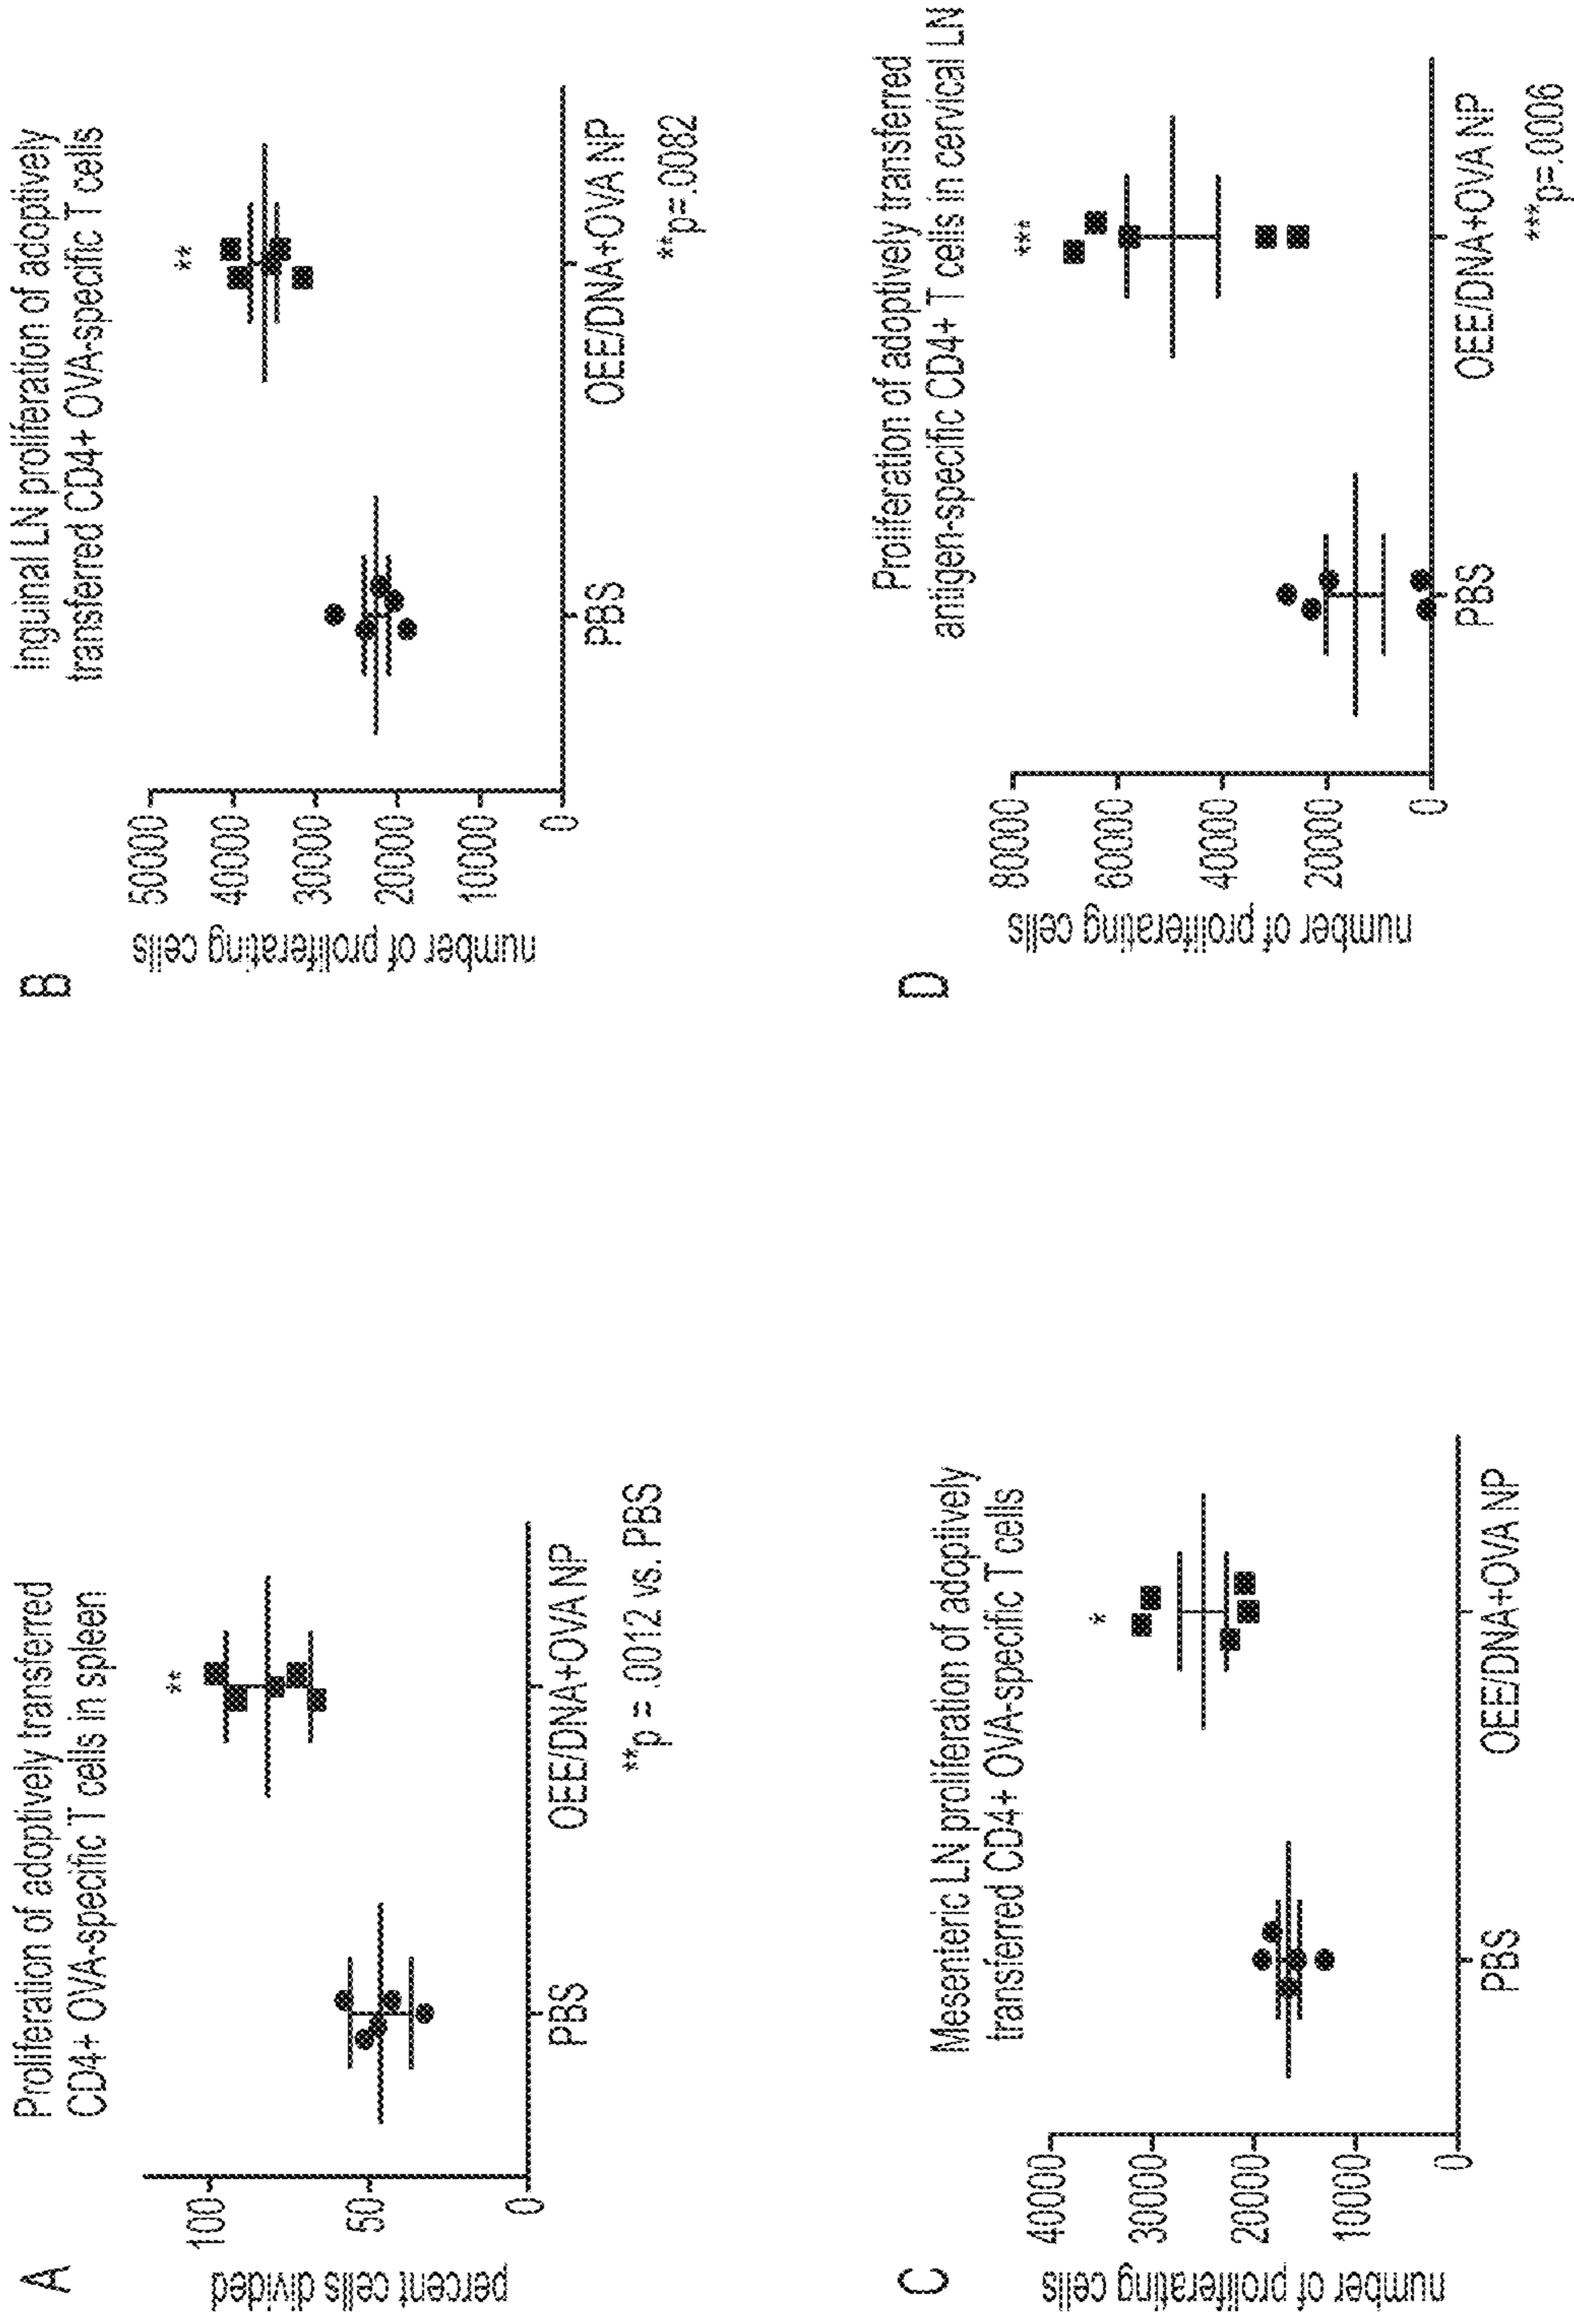 A
Proliferation of adoptively transferred
CD4+ OVA-specific T cells in spleen
percent cells divided
100
50
0
**
PBS
OEE/DNA+OVA NP
**p = .0012 vs. PBS
B
Inguinal LN proliferation of adoptively
transferred CD4+ OVA-specific T cells
number of proliferating cells
50000
40000
30000
20000
10000
0
**
PBS
OEE/DNA+OVA NP
**p=.0082
C
Mesenteric LN proliferation of adoptively
transferred CD4+ OVA-specific T cells
number of proliferating cells
40000
30000
20000
10000
0
*
PBS
OEE/DNA+OVA NP
D
Proliferation of adoptively transferred
antigen-specific CD4+ T cells in cervical LN
number of proliferating cells
80000
60000
40000
20000
0
***
PBS
OEE/DNA+OVA NP
***p=.0006